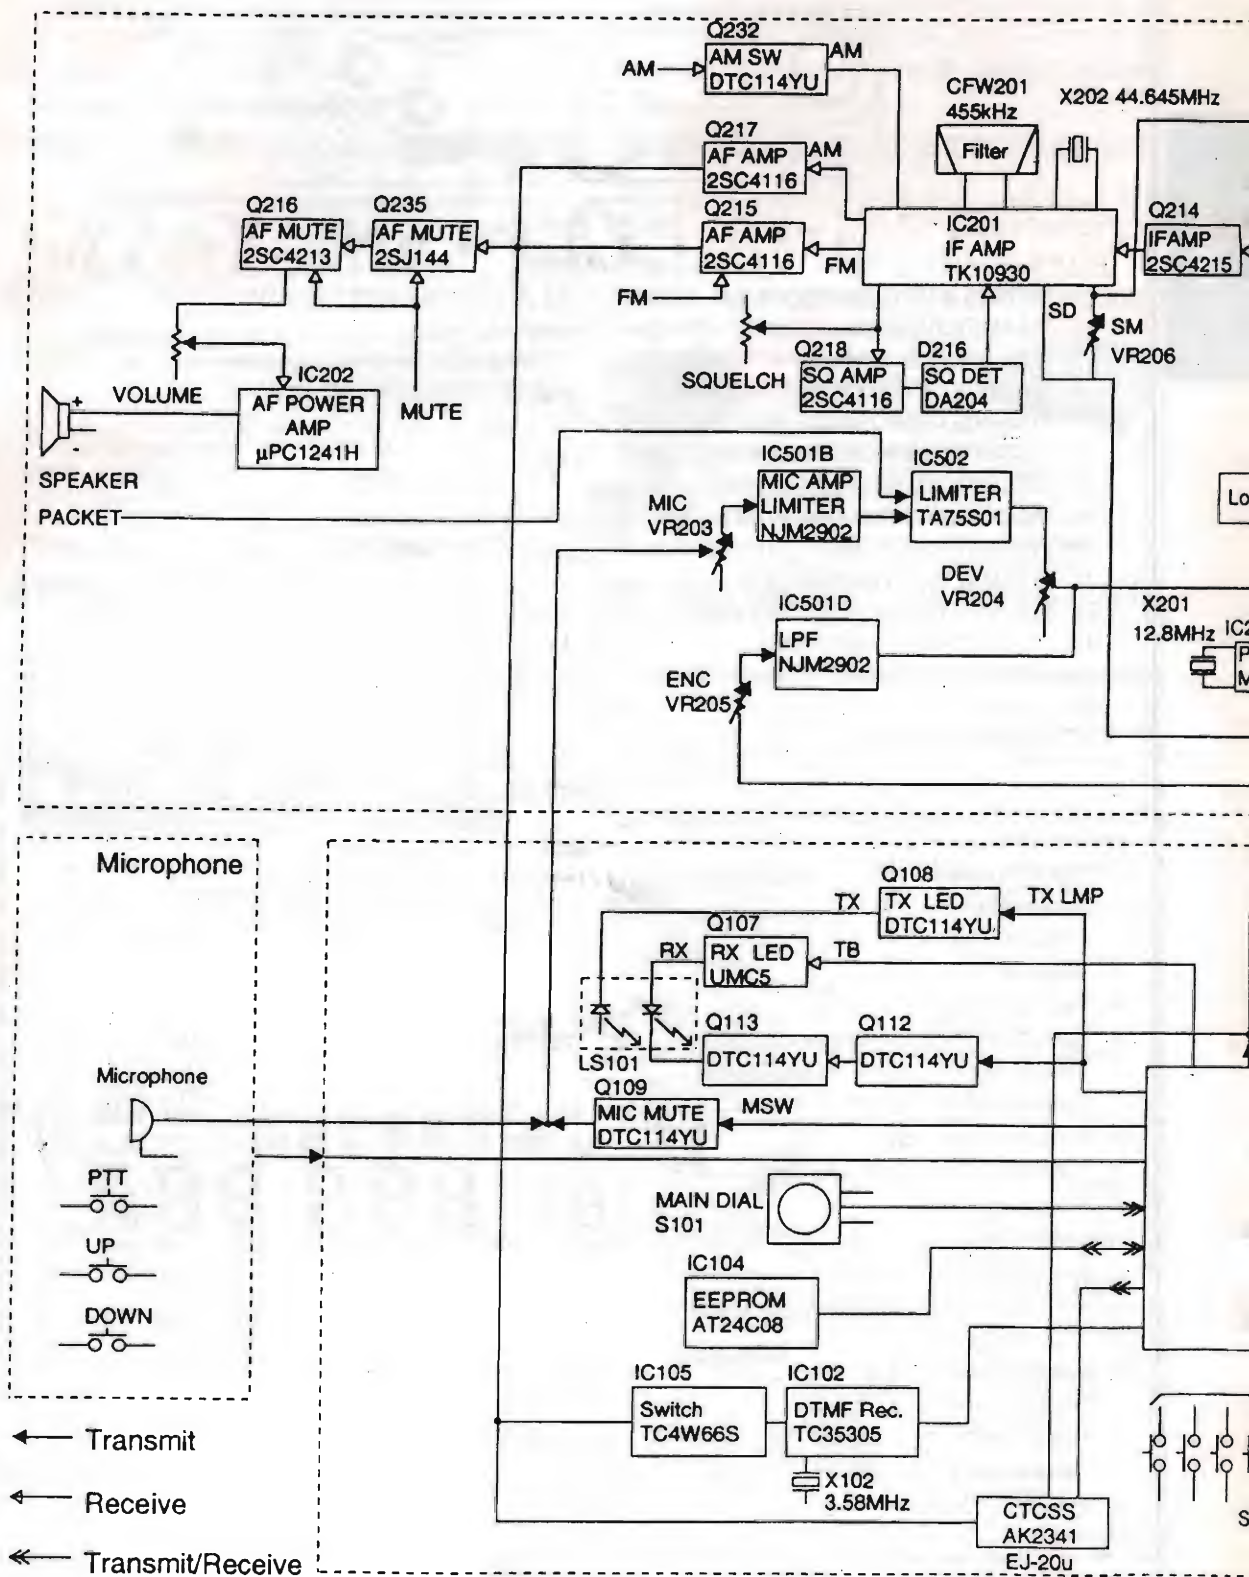 Q232
AM
AM SW
DTC114YU
AM
CFW201
455kHz
Filter
X202 44.645MHz
Q217
AF AMP
2SC4116
AM
Q216
AF MUTE
2SC4213
Q235
AF MUTE
2SJ144
Q215
AF AMP
2SC4116
FM
FM
IC201
IF AMP
TK10930
Q214
IFAMP
2SC4215
SD
SM
VR206
SQUELCH
Q218
SQ AMP
2SC4116
D216
SQ DET
DA204
VOLUME
IC202
AF POWER
AMP
µPC1241H
MUTE
+
-
SPEAKER
PACKET
MIC
VR203
IC501B
MIC AMP
LIMITER
NJM2902
IC502
LIMITER
TA75S01
Lo
DEV
VR204
IC501D
LPF
NJM2902
ENC
VR205
X201
12.8MHz
IC2
P
M
Microphone
Q108
TX LED
DTC114YU
TX
TX LMP
Q107
RX LED
UMC5
RX
TB
LS101
Q113
DTC114YU
Q112
DTC114YU
Microphone
Q109
MIC MUTE
DTC114YU
MSW
PTT
UP
DOWN
MAIN DIAL
S101
IC104
EEPROM
AT24C08
IC105
Switch
TC4W66S
IC102
DTMF Rec.
TC35305
X102
3.58MHz
CTCSS
AK2341
EJ-20u
S
Transmit
Receive
Transmit/Receive